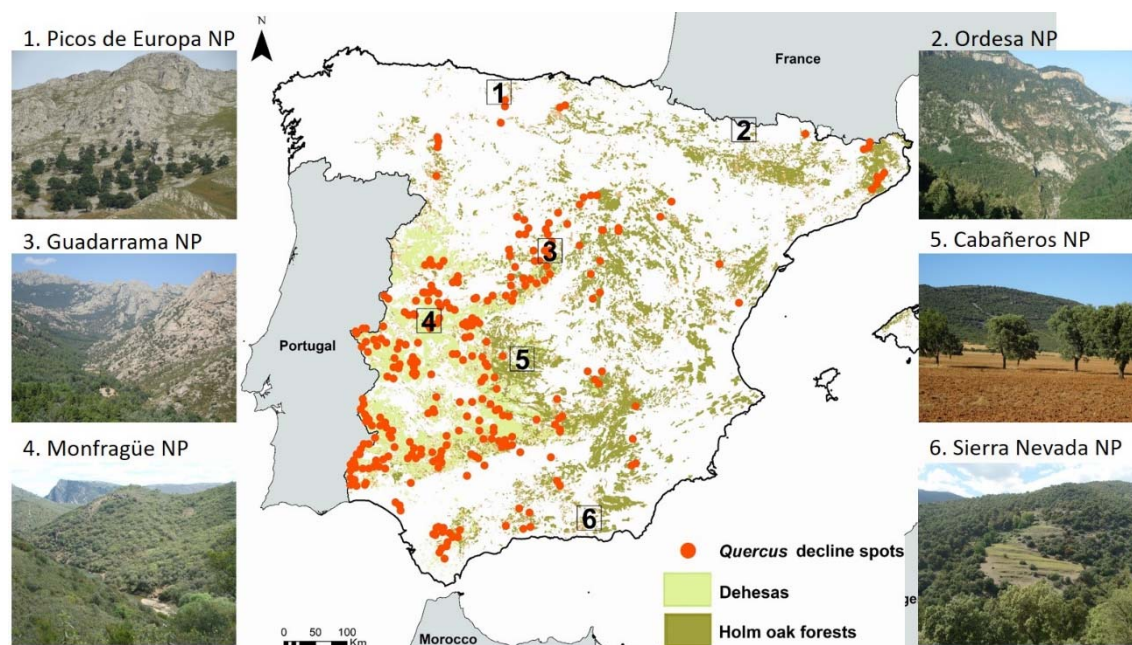 1. Picos de Europa NP
2. Ordesa NP
3. Guadarrama NP
5. Cabañeros NP
4. Monfragüe NP
6. Sierra Nevada NP
N
France
1
2
3
4
Portugal
5
6
Quercus decline spots
Dehesas
Holm oak forests
0 50 100
Km
Morocco